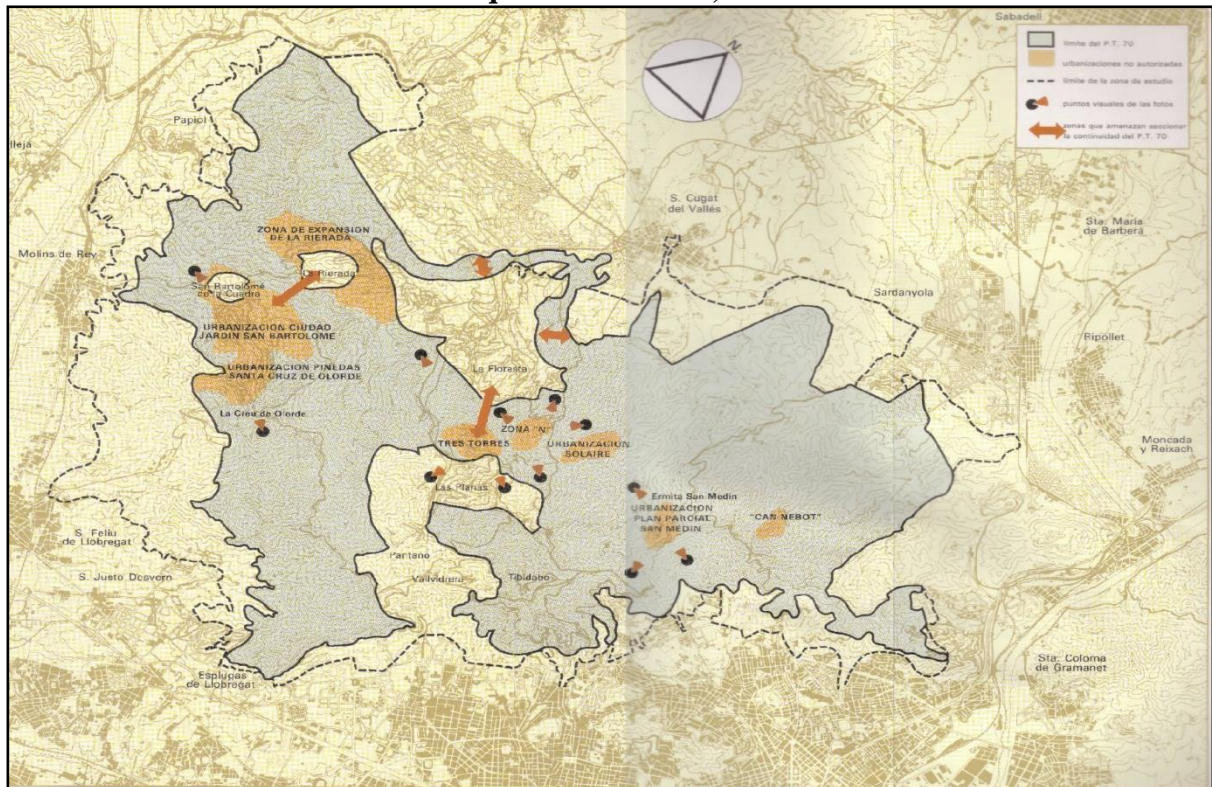 Sabadell
límite del P.T. 70
urbanizaciones no autorizadas
límite de la zona de estudio
puntos visuales de las fotos
zonas que amenazan seccionar
la continuidad del P.T. 70
N
Papiol
Molins de Rey
S. Cugat
del Vallés
Sta. María
de Barberá
ZONA DE EXPANSION
DE LA RIERADA
La Rierada
San Bartolomé
de la Cuadra
Sardanyola
Ripollet
URBANIZACION CIUDAD
JARDIN SAN BARTOLOME
URBANIZACION PINEDAS
SANTA CRUZ DE OLORDE
La Floresta
La Creu de Olorde
TRES TORRES
ZONA "N"
URBANIZACION
SOLAIRE
Moncada
y Reixach
Las Planas
Ermita San Medin
URBANIZACION
PLAN PARCIAL
SAN MEDIN
"CAN NEBOT"
S. Feliu
de Llobregat
S. Justo Desvern
Pantano
Vallvidrera
Tibidabo
Esplugas
de Llobregat
Sta. Coloma
de Gramanet